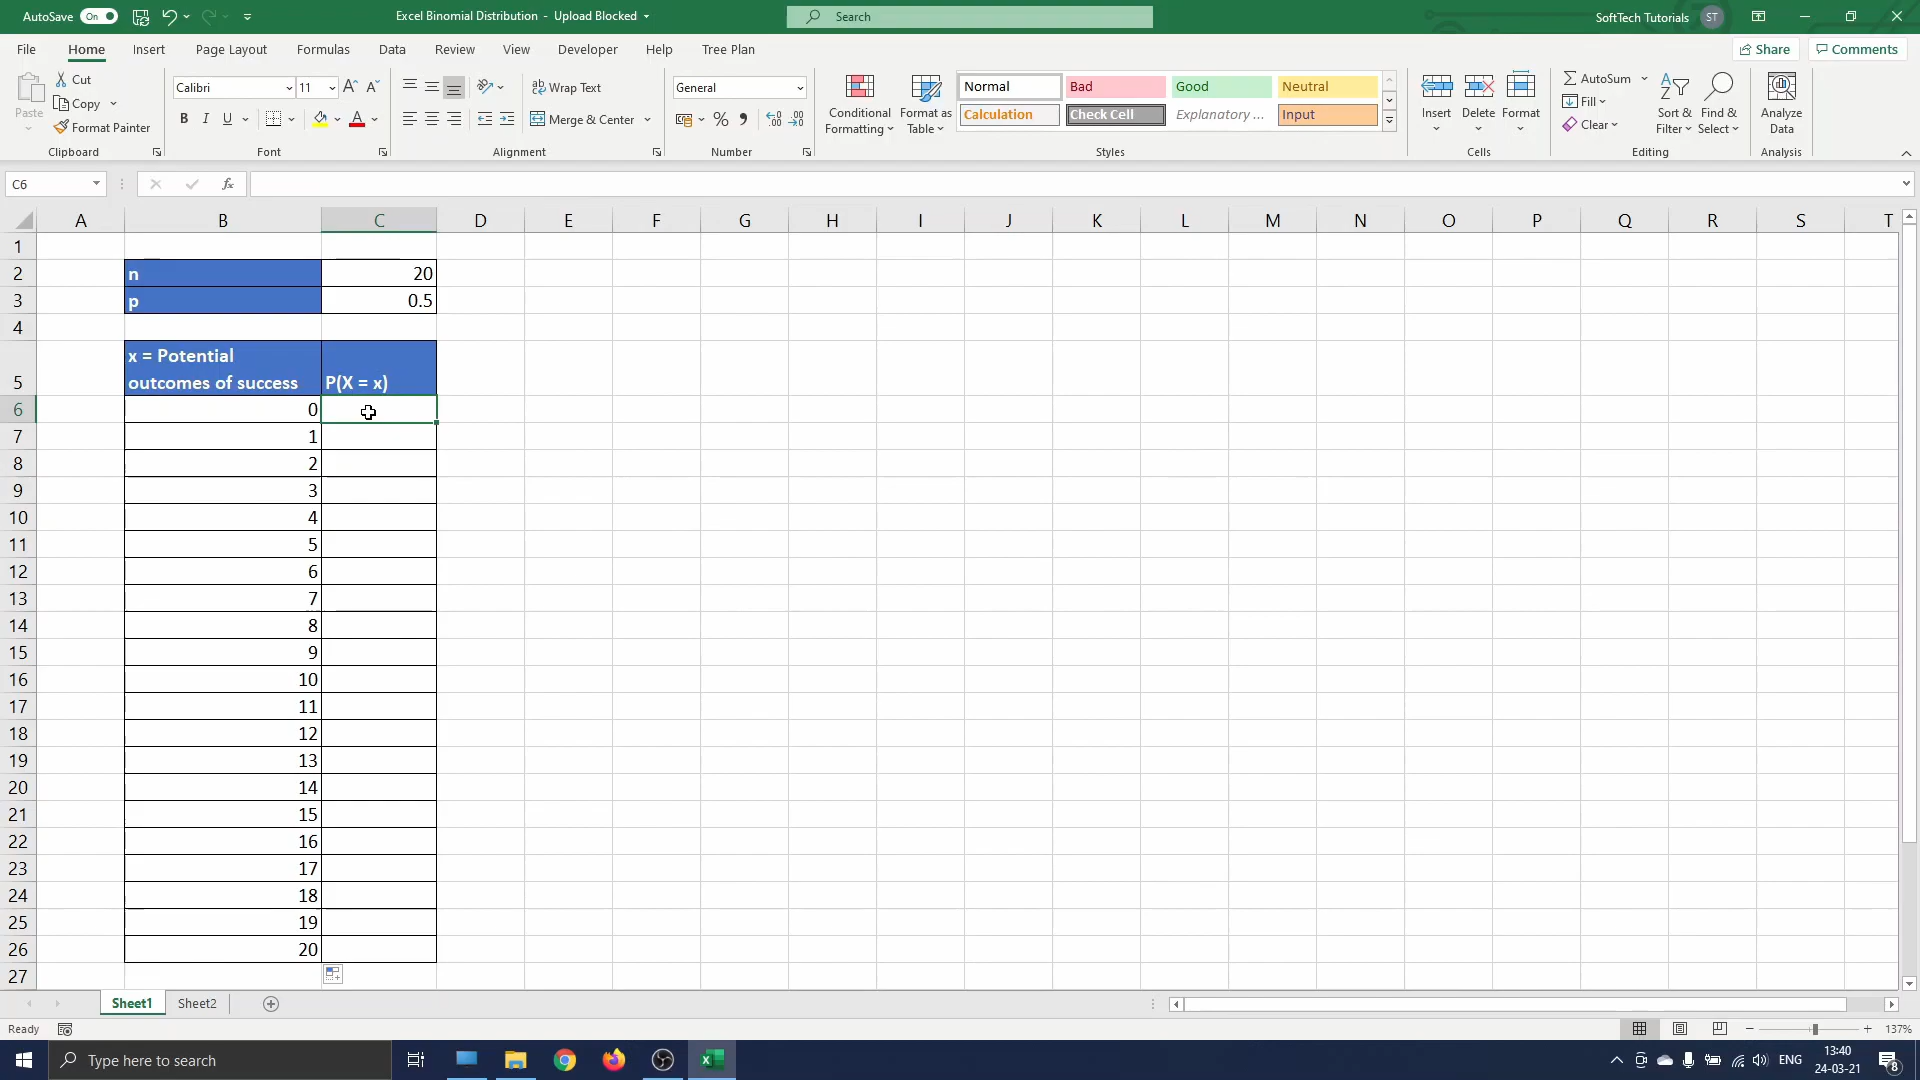 AutoSave On Excel Binomial Distribution - Upload Blocked Search SoftTech Tutorials ST
File Home Insert Page Layout Formulas Data Review View Developer Help Tree Plan Share Comments
Paste
Cut
Copy
Format Painter
Clipboard
Calibri 11
B I U
Font
Wrap Text
Merge & Center
Alignment
General
Number
Conditional
Formatting
Format as
Table
Normal Bad Good Neutral
Calculation Check Cell Explanatory ... Input
Styles
Insert Delete Format
Cells
AutoSum
Fill
Clear
Sort &
Filter
Find &
Select
Editing
Analyze
Data
Analysis
C6 fx
A B C D E F G H I J K L M N O P Q R S T
1
2 n 20
3 p 0.5
4
x = Potential
5 outcomes of success P(X = x)
6 0
7 1
8 2
9 3
10 4
11 5
12 6
13 7
14 8
15 9
16 10
17 11
18 12
19 13
20 14
21 15
22 16
23 17
24 18
25 19
26 20
27
Sheet1 Sheet2
Ready 137%
Type here to search ENG 13:40
24-03-21 8